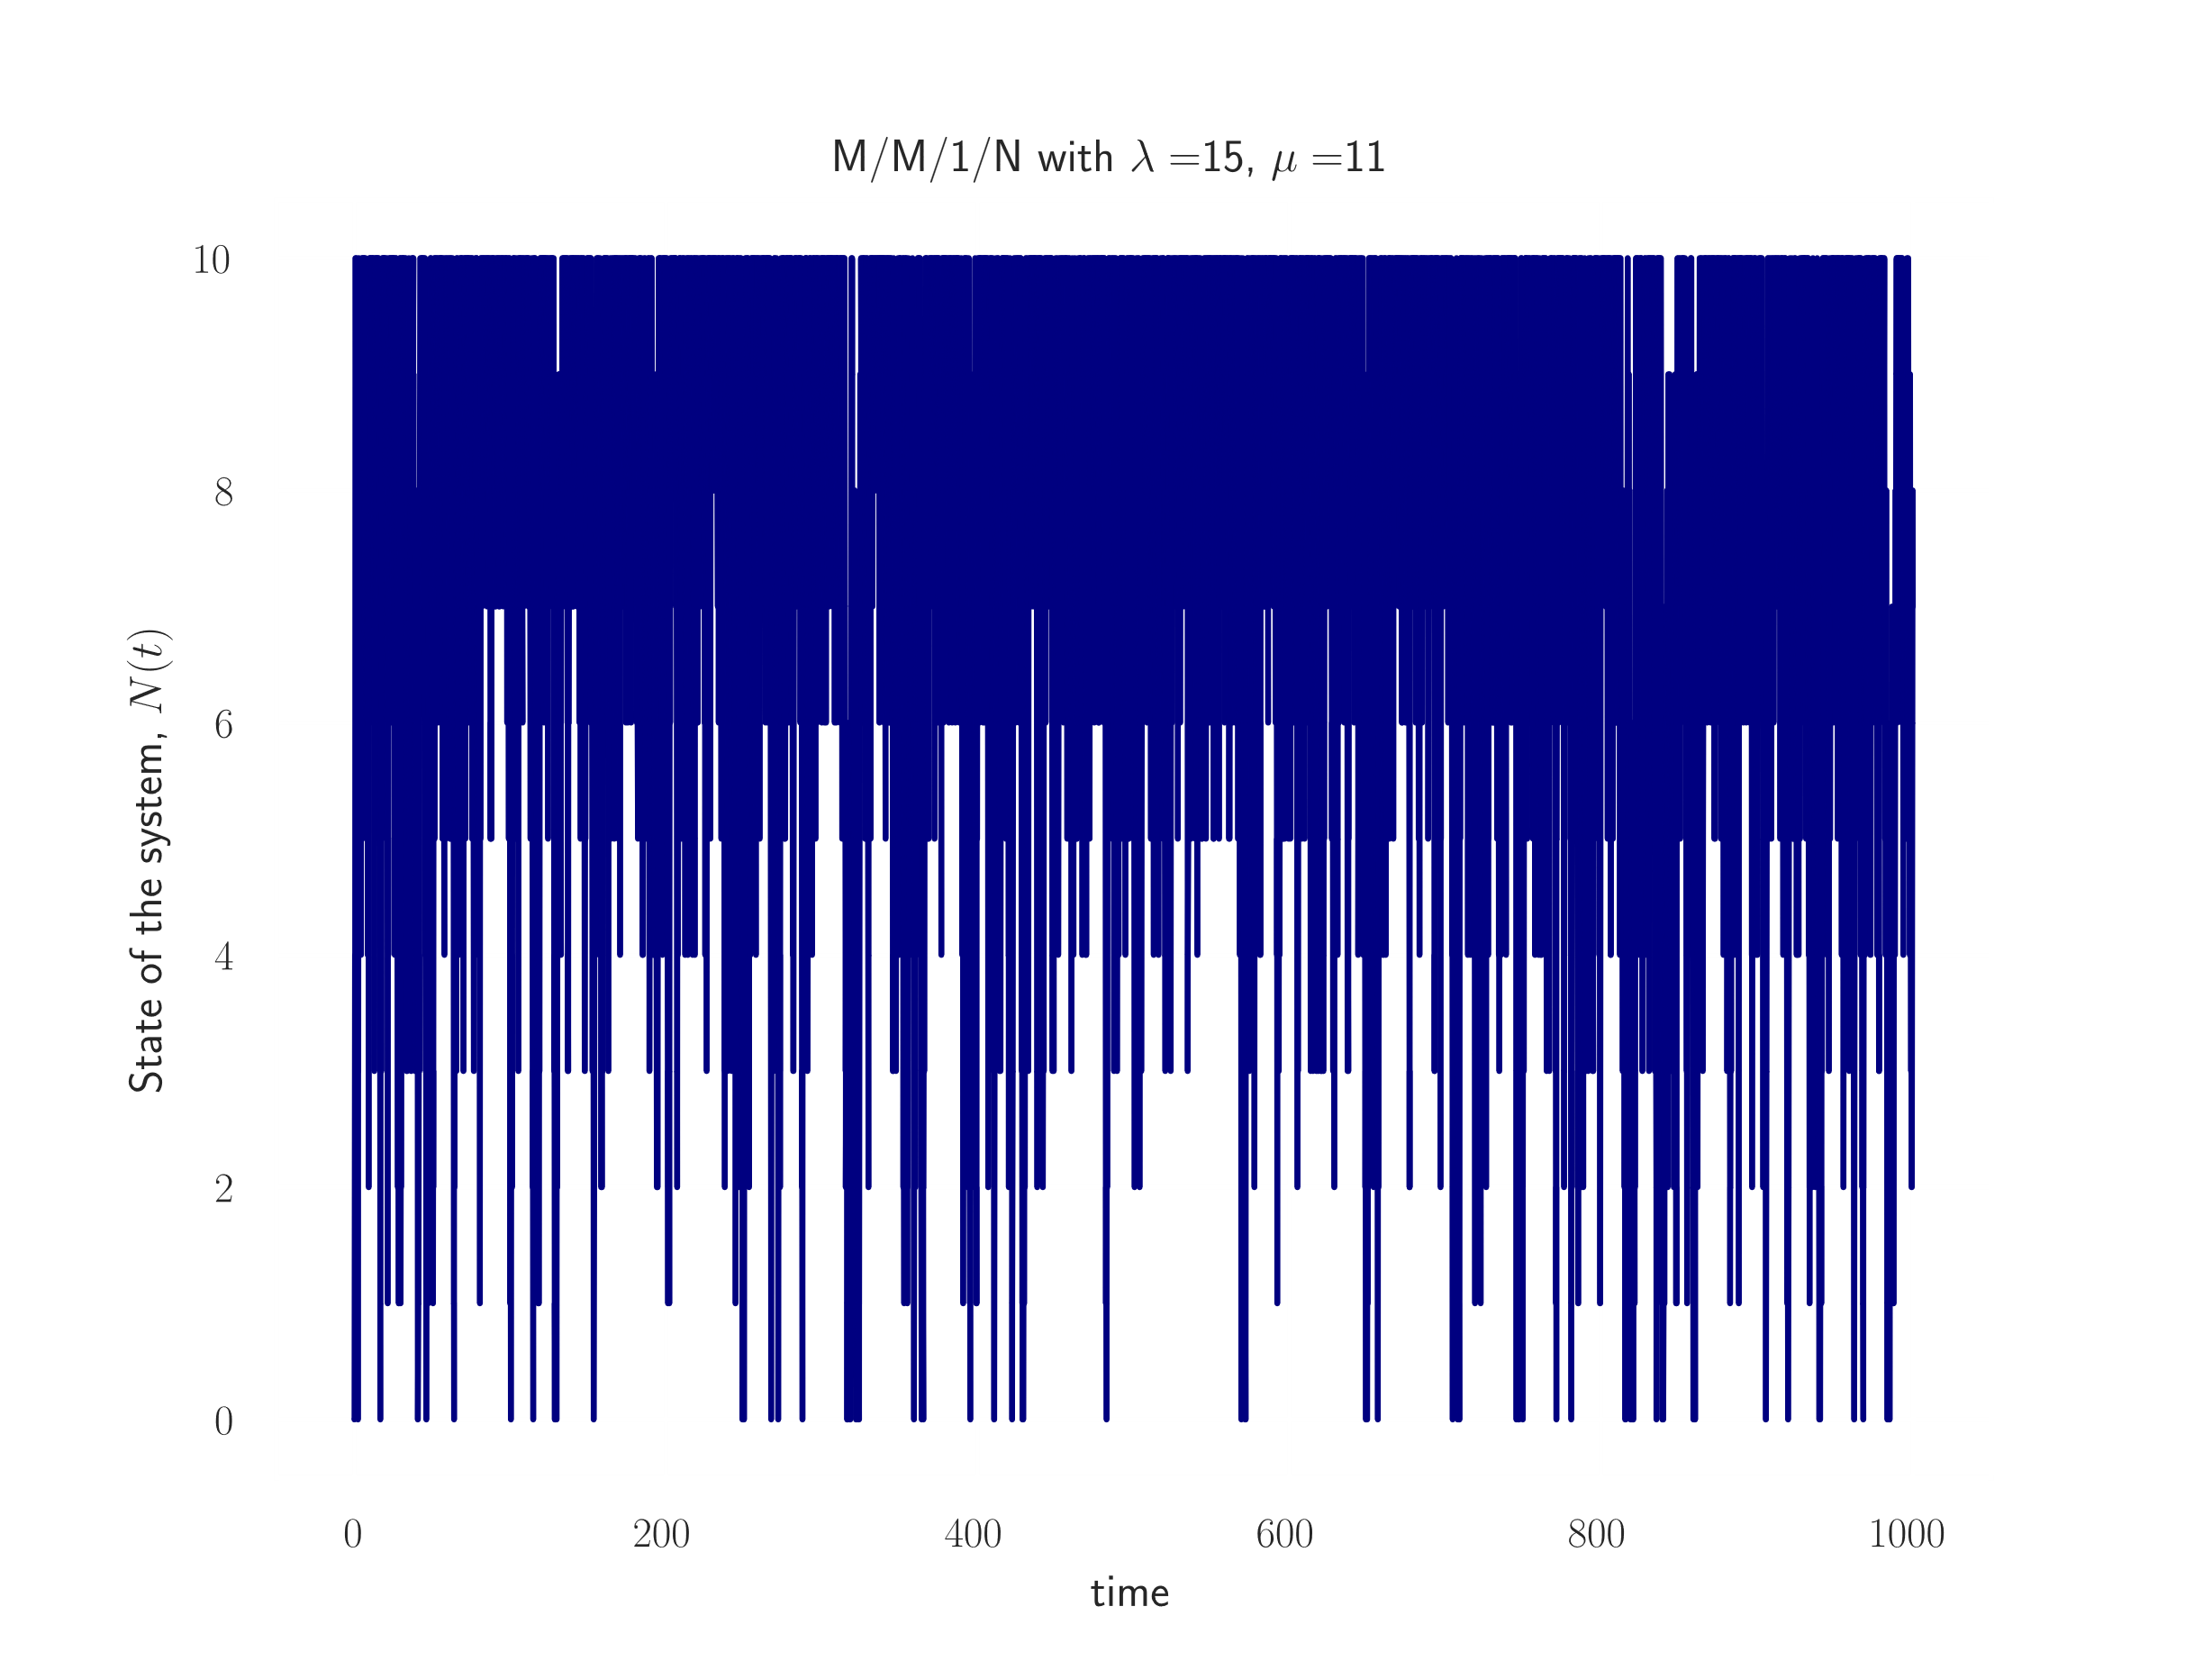 M/M/1/N with λ =15, μ =11
10
8
6
4
2
0
State of the system, N(t)
0 200 400 600 800 1000
time